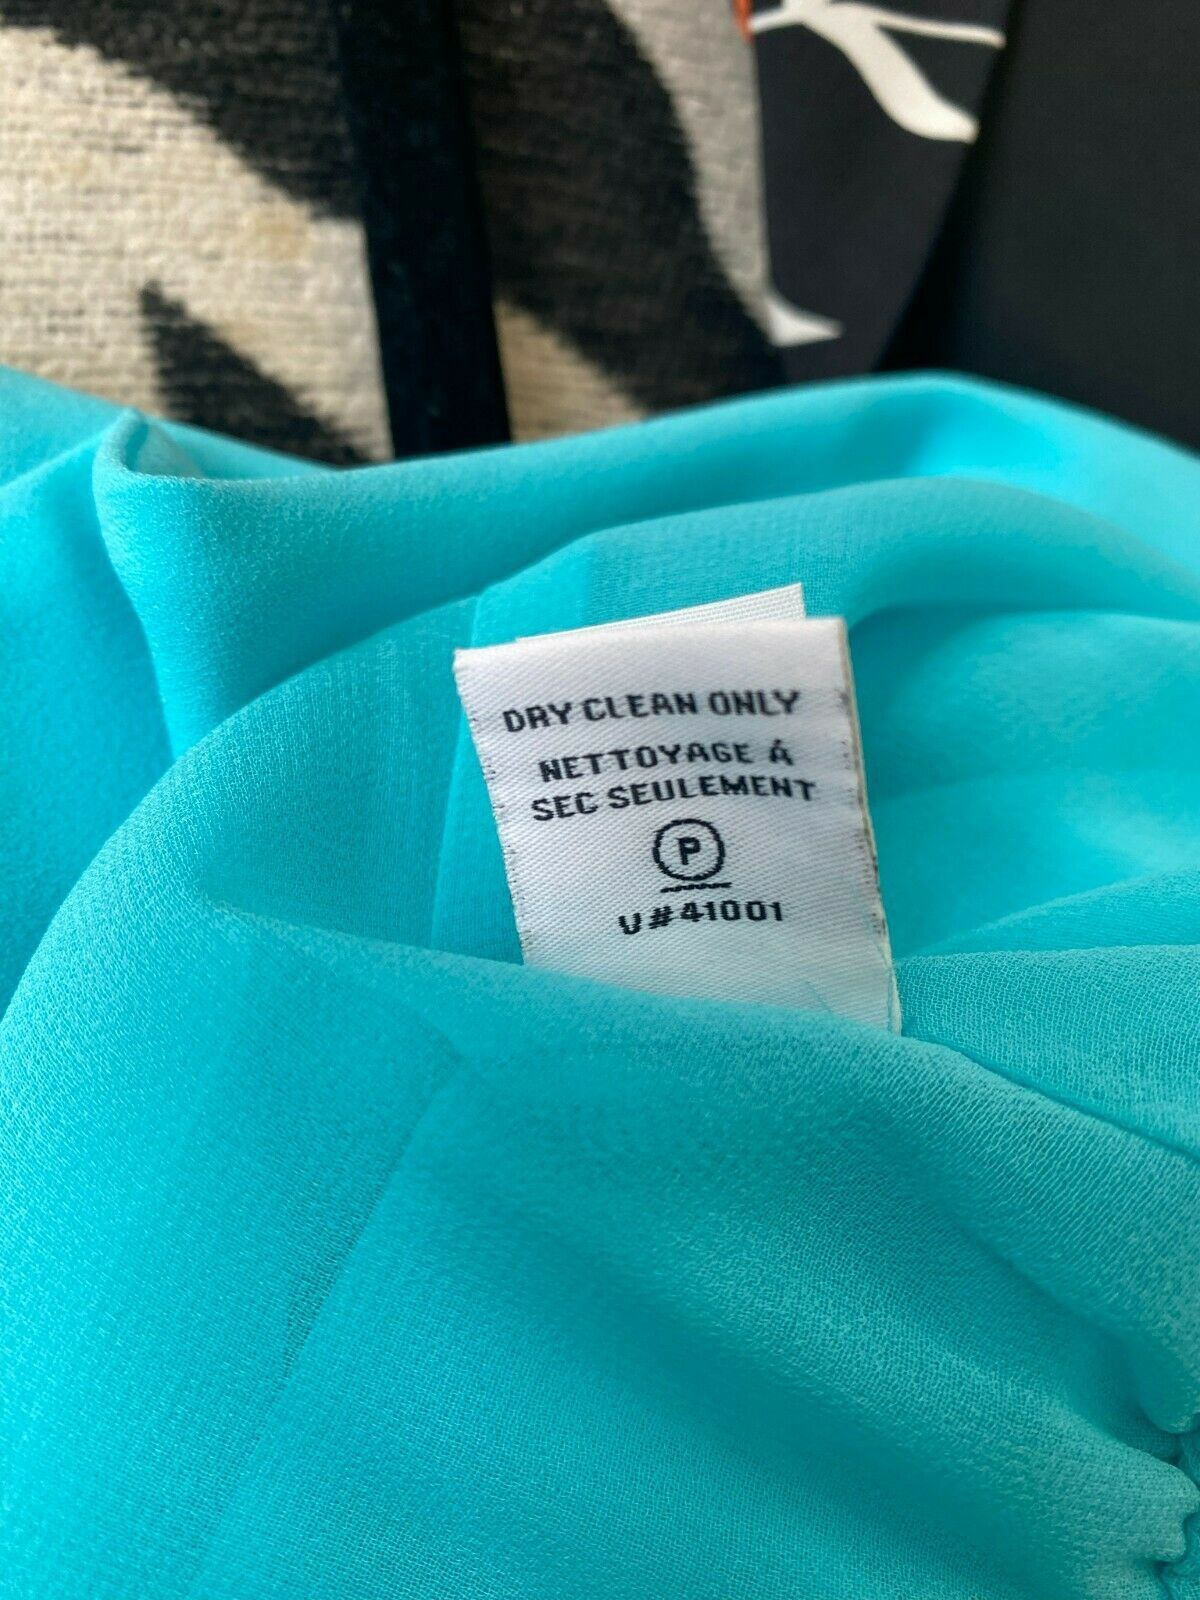 DRY CLEAN ONLY
NETTOYAGE Á
SEC SEULEMENT
P
V#41001